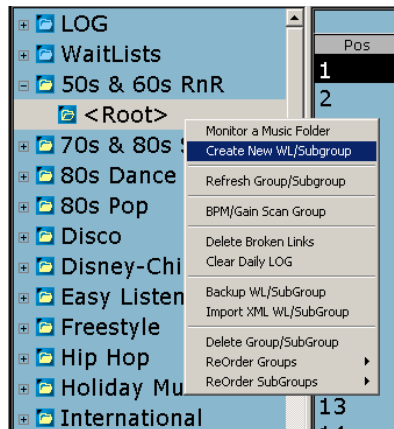 LOG
WaitLists
50s & 60s RnR
<Root>
70s & 80s
80s Dance
80s Pop
Disco
Disney-Chi
Easy Listen
Freestyle
Hip Hop
Holiday Mu
International
Monitor a Music Folder
Create New WL/Subgroup
Refresh Group/Subgroup
BPM/Gain Scan Group
Delete Broken Links
Clear Daily LOG
Backup WL/SubGroup
Import XML WL/SubGroup
Delete Group/SubGroup
ReOrder Groups
ReOrder SubGroups
Pos
1
2
13